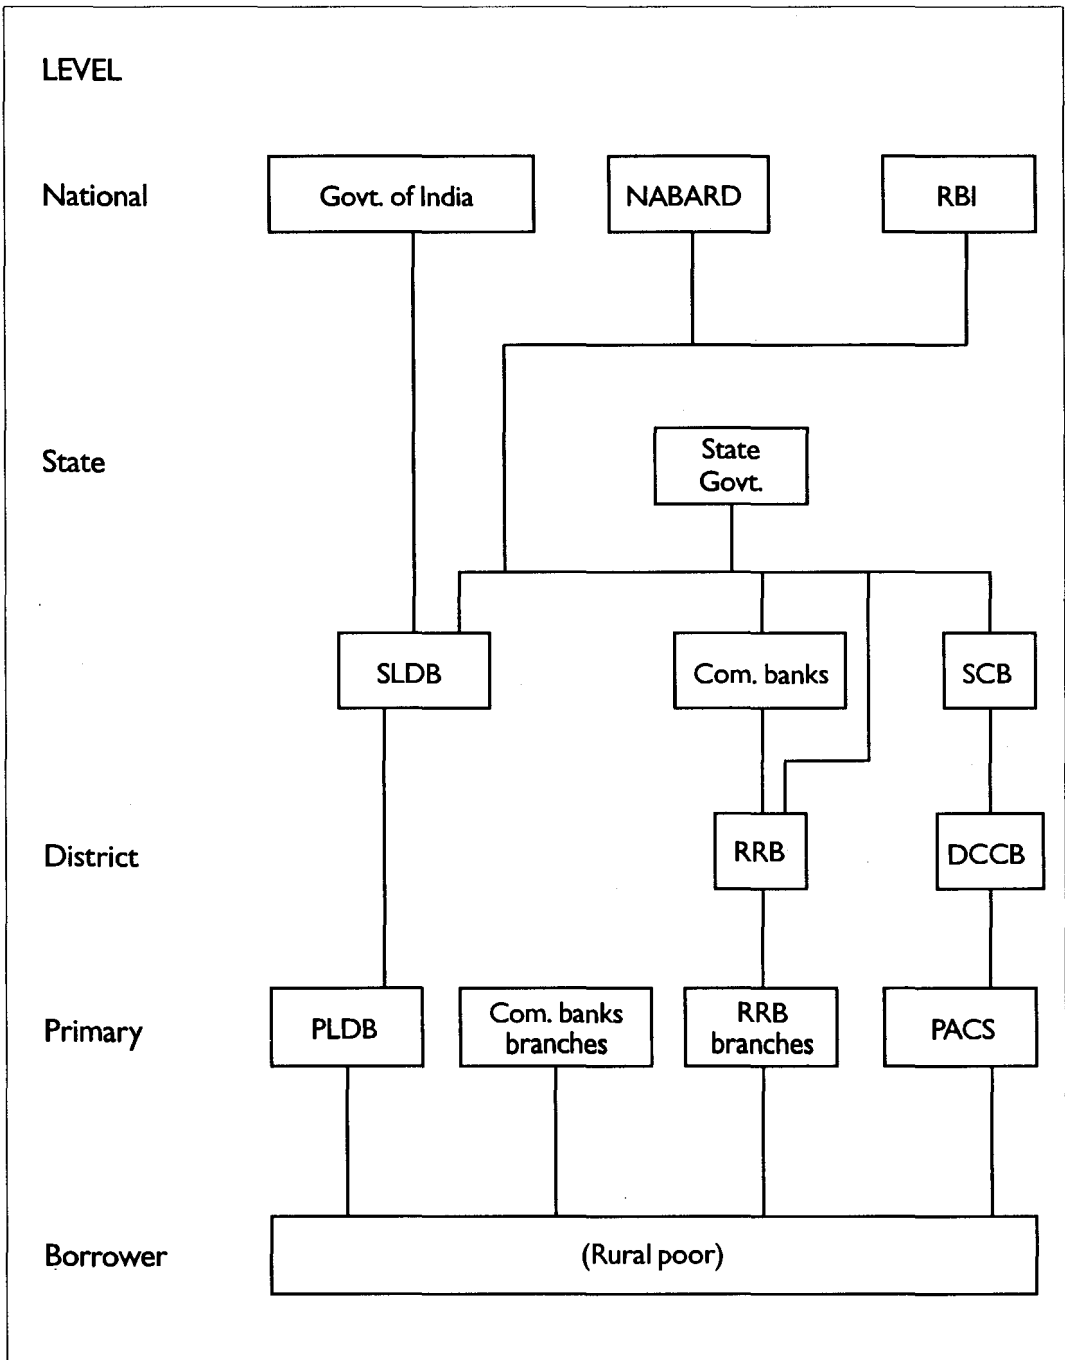 LEVEL
National
Govt. of India
NABARD
RBI
State
State
Govt.
SLDB
Com. banks
SCB
District
RRB
DCCB
Primary
PLDB
Com. banks
branches
RRB
branches
PACS
Borrower
(Rural poor)